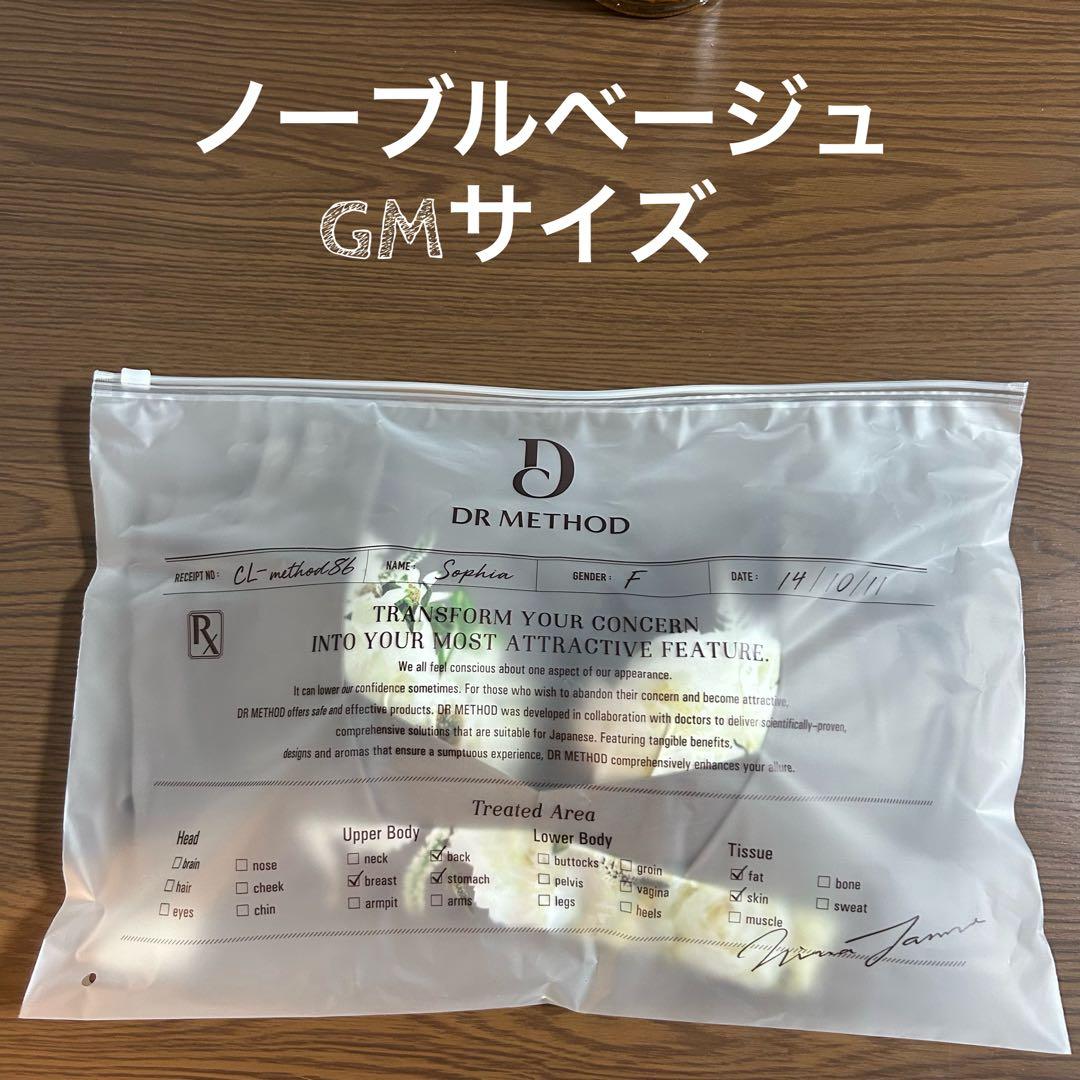 ノーブルベージュ
GMサイズ
DC
DR METHOD
RECEIPT NO: CL-method86 NAME: Sophia GENDER: F DATE: 14/10/11
Rx
TRANSFORM YOUR CONCERN
INTO YOUR MOST ATTRACTIVE FEATURE.
We all feel conscious about one aspect of our appearance.
It can lower our confidence sometimes. For those who wish to abandon their concern and become attractive,
DR METHOD offers safe and effective products. DR METHOD was developed in collaboration with doctors to deliver scientifically-proven,
comprehensive solutions that are suitable for Japanese. Featuring tangible benefits,
designs and aromas that ensure a sumptuous experience, DR METHOD comprehensively enhances your allure.
Treated Area
Head
brain nose
hair cheek
eyes chin
Upper Body
neck back
breast stomach
armpit arms
Lower Body
buttocks groin
pelvis vagina
legs heels
Tissue
fat bone
skin sweat
muscle